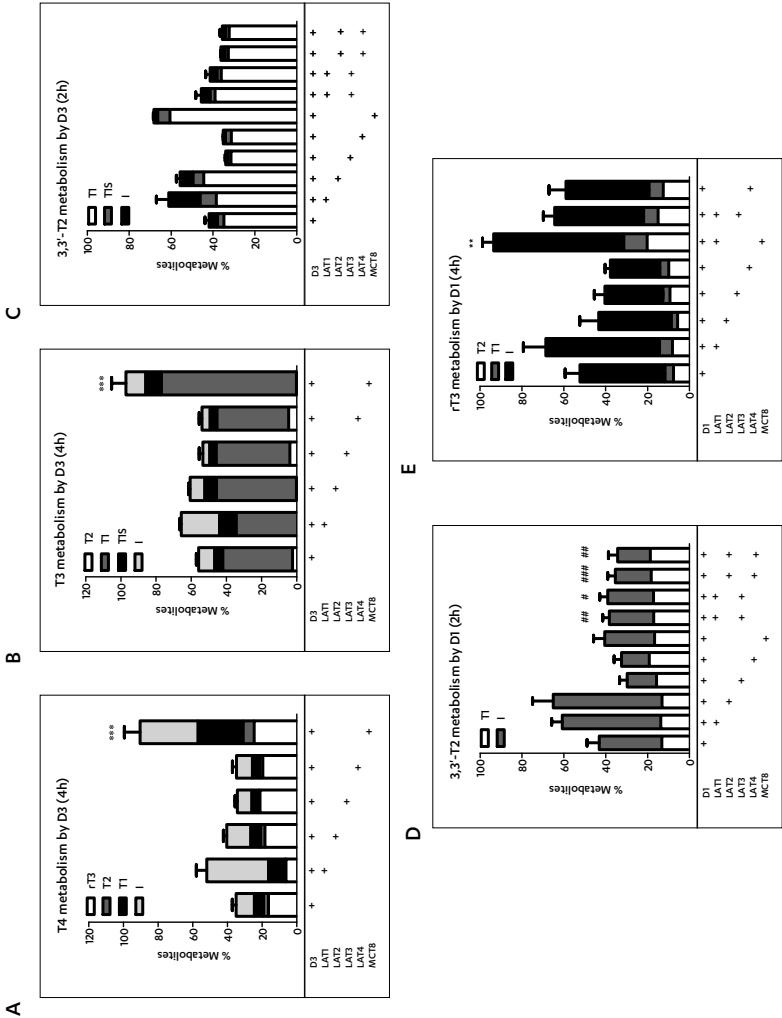 A
T4 metabolism by D3 (4h)
rT3
T2
T1
I
***
120
100
80
60
40
20
0
% Metabolites
D3 + + + + + +
LAT1 +
LAT2 +
LAT3 +
LAT4 +
MCT8 +
B
T3 metabolism by D3 (4h)
T2
T1
T1S
I
***
120
100
80
60
40
20
0
% Metabolites
D3 + + + + + +
LAT1 +
LAT2 +
LAT3 +
LAT4 +
MCT8 +
C
3,3'-T2 metabolism by D3 (2h)
T1
T1S
I
100
80
60
40
20
0
% Metabolites
D3 + + + + + + + + + +
LAT1 + + +
LAT2 + + +
LAT3 + + +
LAT4 + + +
MCT8 +
D
3,3'-T2 metabolism by D1 (2h)
T1
I
## # ### ##
100
80
60
40
20
0
% Metabolites
D1 + + + + + + + + + +
LAT1 + + +
LAT2 + + +
LAT3 + + +
LAT4 + + +
MCT8 +
E
rT3 metabolism by D1 (4h)
T2
T1
I
**
100
80
60
40
20
0
% Metabolites
D1 + + + + + + + +
LAT1 + + +
LAT2 +
LAT3 + +
LAT4 + +
MCT8 +